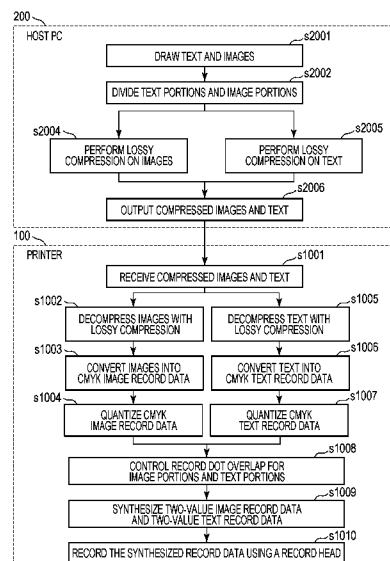 200
HOST PC
s2001
DRAW TEXT AND IMAGES
s2002
DIVIDE TEXT PORTIONS AND IMAGE PORTIONS
s2004
PERFORM LOSSY
COMPRESSION ON IMAGES
s2005
PERFORM LOSSY
COMPRESSION ON TEXT
s2006
OUTPUT COMPRESSED IMAGES AND TEXT
100
PRINTER
s1001
RECEIVE COMPRESSED IMAGES AND TEXT
s1002
DECOMPRESS IMAGES WITH
LOSSY COMPRESSION
s1005
DECOMPRESS TEXT WITH
LOSSY COMPRESSION
s1003
CONVERT IMAGES INTO
CMYK IMAGE RECORD DATA
s1006
CONVERT TEXT INTO
CMYK TEXT RECORD DATA
s1004
QUANTIZE CMYK
IMAGE RECORD DATA
s1007
QUANTIZE CMYK
TEXT RECORD DATA
s1008
CONTROL RECORD DOT OVERLAP FOR
IMAGE PORTIONS AND TEXT PORTIONS
s1009
SYNTHESIZE TWO-VALUE IMAGE RECORD DATA
AND TWO-VALUE TEXT RECORD DATA
s1010
RECORD THE SYNTHESIZED RECORD DATA USING A RECORD HEAD